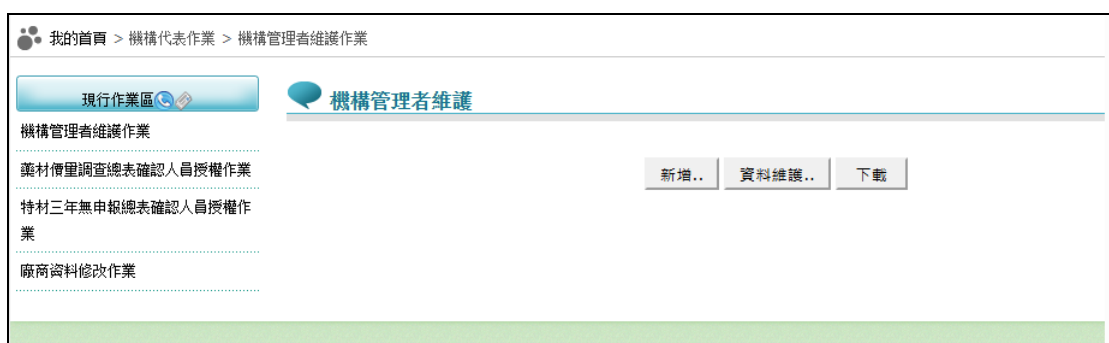 我的首頁 > 機構代表作業 > 機構管理者維護作業
現行作業區
機構管理者維護
機構管理者維護作業
藥材價量調查總表確認人員授權作業
新增.. 資料維護.. 下載
特材三年無申報總表確認人員授權作
業
廠商資料修改作業